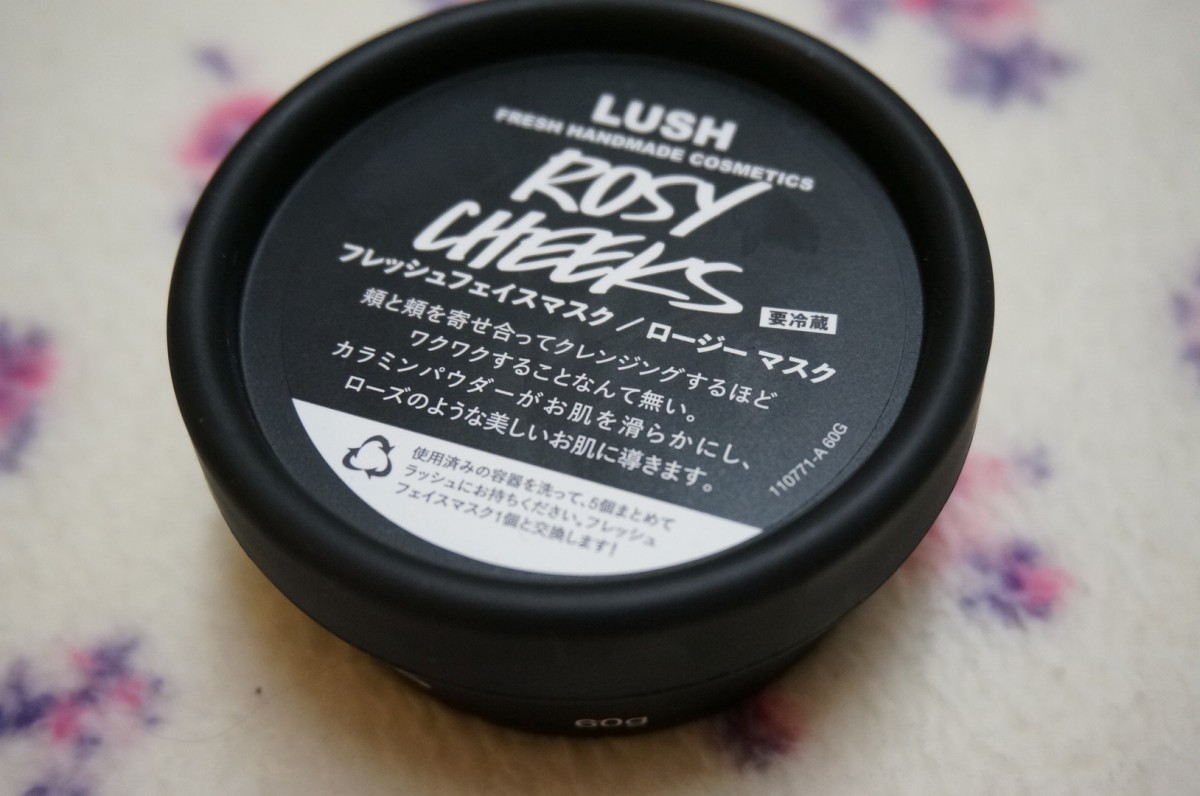 LUSH
FRESH HANDMADE COSMETICS
ROSY
CHEEKS
フレッシュフェイスマスク / ロージー マスク
要冷蔵
頬と頬を寄せ合ってクレンジングするほど
ワクワクすることなんて無い。
カラミンパウダーがお肌を滑らかにし、
ローズのような美しいお肌に導きます。
110771-A 60G
使用済みの容器を洗って、5個まとめて
ラッシュにお持ちください。フレッシュ
フェイスマスク1個と交換します!
60g